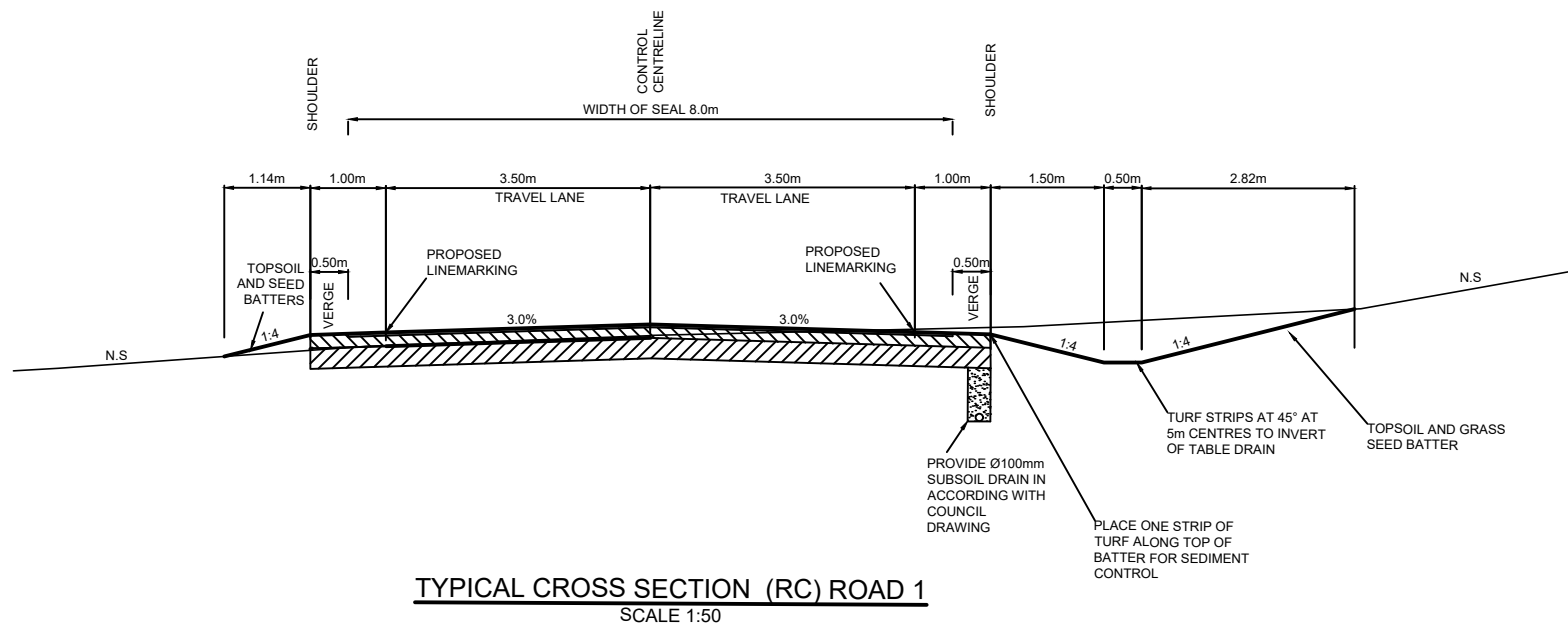 SHOULDER
CONTROL
CENTRELINE
SHOULDER
WIDTH OF SEAL 8.0m
1.14m
1.00m
3.50m
3.50m
1.00m
1.50m
0.50m
2.82m
TRAVEL LANE
TRAVEL LANE
TOPSOIL
AND SEED
BATTERS
0.50m
VERGE
PROPOSED
LINEMARKING
PROPOSED
LINEMARKING
0.50m
VERGE
N.S
1:4
3.0%
3.0%
1:4
1:4
N.S
TURF STRIPS AT 45° AT
5m CENTRES TO INVERT
OF TABLE DRAIN
TOPSOIL AND GRASS
SEED BATTER
PROVIDE Ø100mm
SUBSOIL DRAIN IN
ACCORDING WITH
COUNCIL
DRAWING
PLACE ONE STRIP OF
TURF ALONG TOP OF
BATTER FOR SEDIMENT
CONTROL
TYPICAL CROSS SECTION (RC) ROAD 1
SCALE 1:50